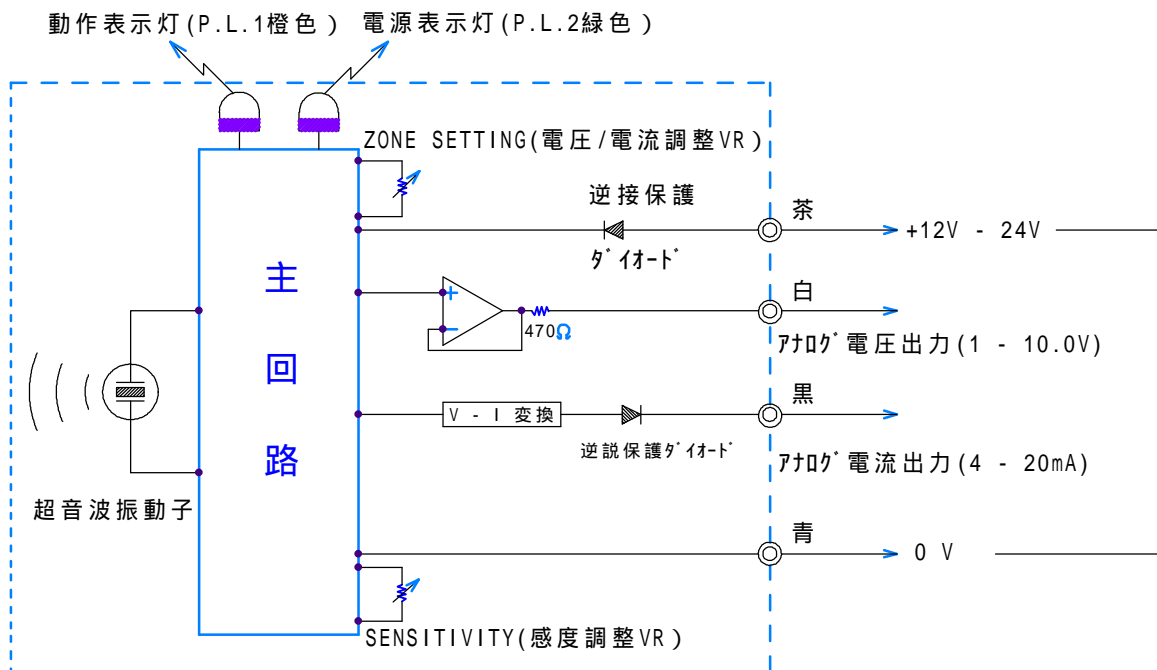 動作表示灯(P.L.1橙色)
電源表示灯(P.L.2緑色)
ZONE SETTING(電圧/電流調整VR)
逆接保護
ﾀﾞｲｵｰﾄﾞ
茶
+12V - 24V
主
回
路
+
-
470Ω
白
ｱﾅﾛｸﾞ電圧出力(1 - 10.0V)
V - I 変換
逆説保護ﾀﾞｲｵｰﾄﾞ
黒
ｱﾅﾛｸﾞ電流出力(4 - 20mA)
超音波振動子
青
0 V
SENSITIVITY(感度調整VR)